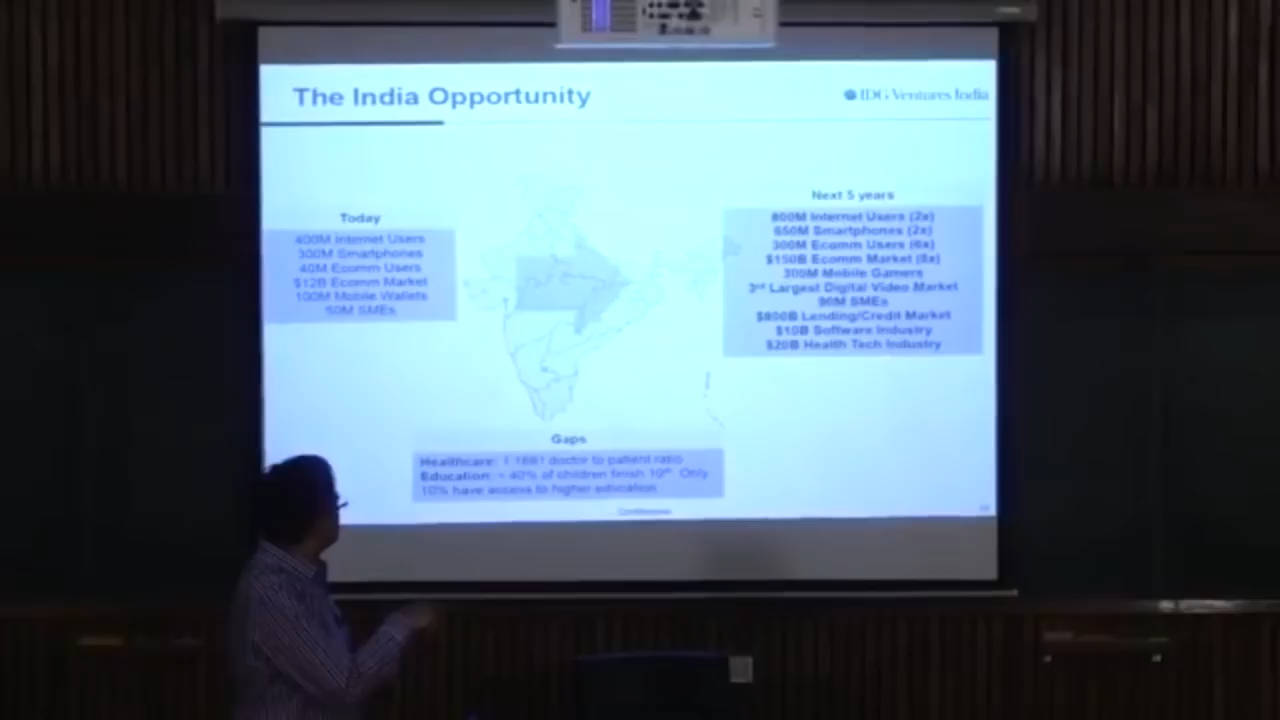 The India Opportunity
IDG Ventures India
Today
400M Internet Users
300M Smartphones
40M Ecomm Users
$12B Ecomm Market
100M Mobile Wallets
50M SMEs
Next 5 years
800M Internet Users (2x)
650M Smartphones (2x)
300M Ecomm Users (6x)
$150B Ecomm Market (8x)
300M Mobile Gamers
3rd Largest Digital Video Market
90M SMEs
$800B Lending/Credit Market
$10B Software Industry
$20B Health Tech Industry
Gaps
Healthcare: 1:1681 doctor to patient ratio
Education: < 40% of children finish 10th. Only
10% have access to higher education